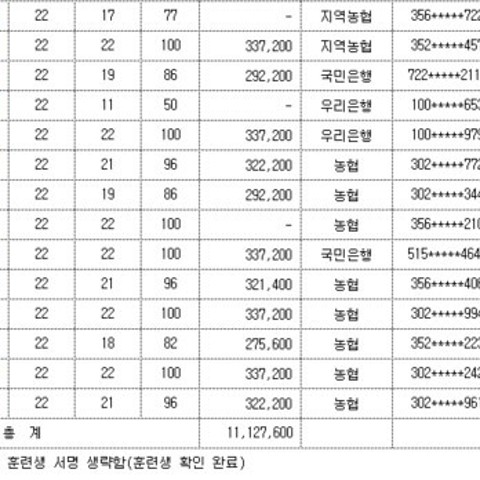 22 17 77 - 지역농협 356*****722
22 22 100 337,200 지역농협 352*****457
22 19 86 292,200 국민은행 722*****211
22 11 50 - 우리은행 100*****653
22 22 100 337,200 우리은행 100*****979
22 21 96 322,200 농협 302*****772
22 19 86 292,200 농협 302*****344
22 22 100 - 농협 356*****210
22 22 100 337,200 국민은행 515*****464
22 21 96 321,400 농협 356*****406
22 22 100 337,200 농협 302*****994
22 18 82 275,600 농협 352*****223
22 22 100 337,200 농협 302*****242
22 21 96 322,200 농협 302*****961
총 계 11,127,600
훈련생 서명 생략함(훈련생 확인 완료)